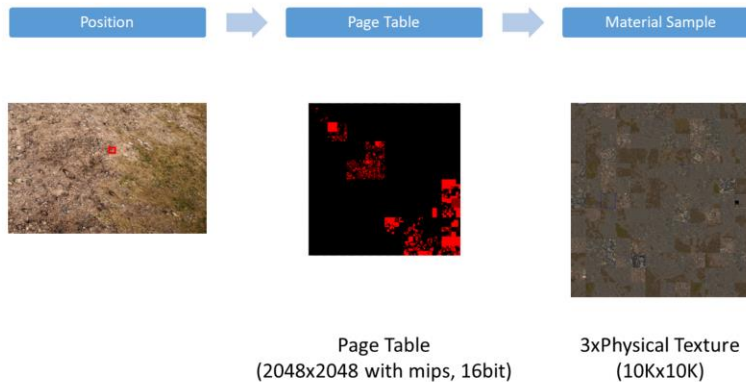 Position
Page Table
Material Sample
Page Table
(2048x2048 with mips, 16bit)
3xPhysical Texture
(10Kx10K)